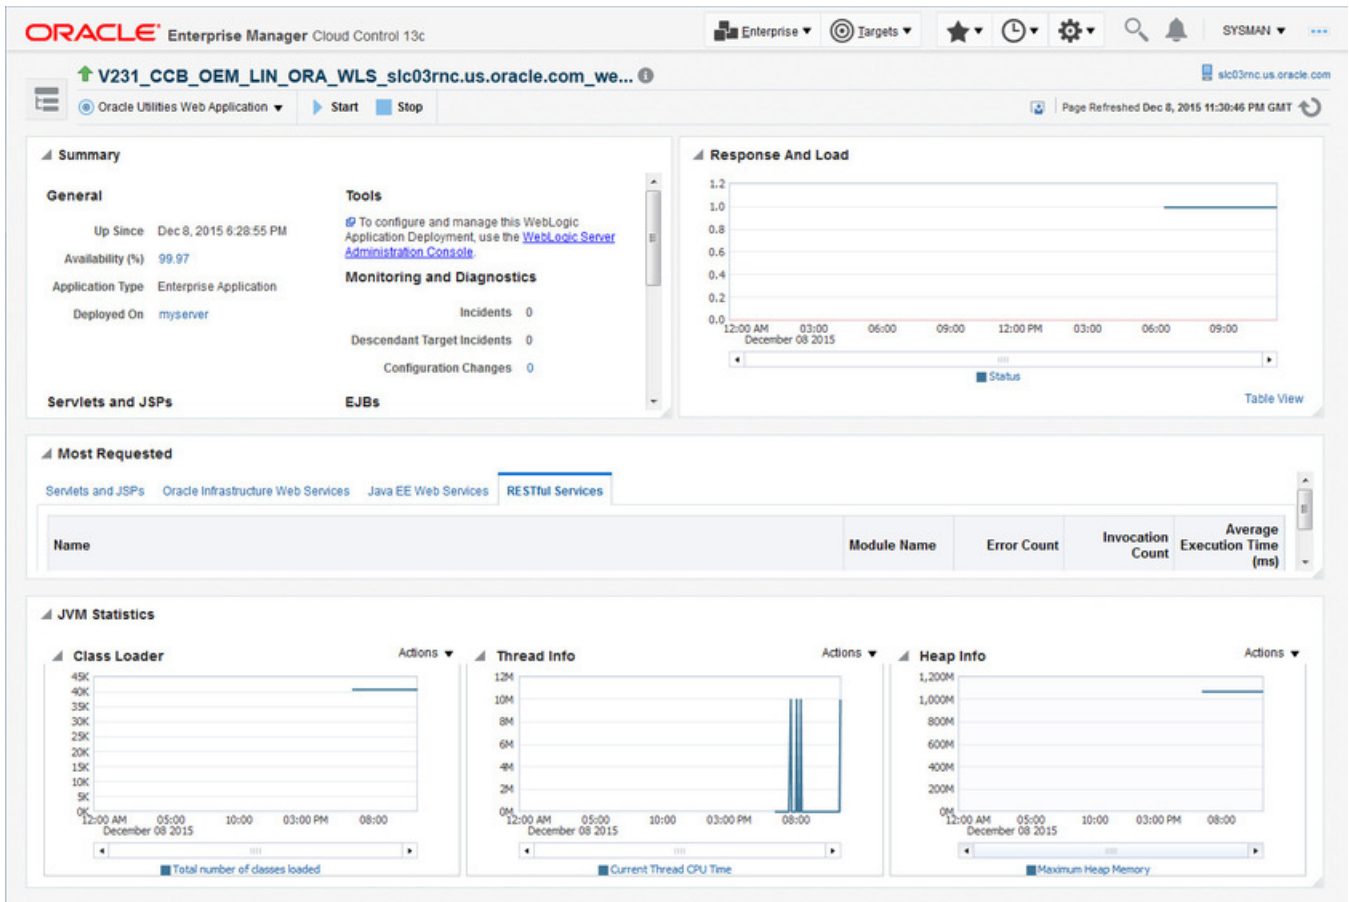 ORACLE Enterprise Manager Cloud Control 13c
Enterprise Targets SYSMAN
V231_CCB_OEM_LIN_ORA_WLS_slc03rnc.us.oracle.com_we...
slc03rnc.us.oracle.com
Oracle Utilities Web Application Start Stop
Page Refreshed Dec 8, 2015 11:30:46 PM GMT
Summary
General
Up Since Dec 8, 2015 6:28:55 PM
Availability (%) 99.97
Application Type Enterprise Application
Deployed On myserver
Servlets and JSPs
Tools
To configure and manage this WebLogic
Application Deployment, use the WebLogic Server
Administration Console.
Monitoring and Diagnostics
Incidents 0
Descendant Target Incidents 0
Configuration Changes 0
EJBs
Response And Load
1.2
1.0
0.8
0.6
0.4
0.2
0.0
12:00 AM 03:00 06:00 09:00 12:00 PM 03:00 06:00 09:00
December 08 2015
Status
Table View
Most Requested
Servlets and JSPs Oracle Infrastructure Web Services Java EE Web Services RESTful Services
Name Module Name Error Count Invocation Count Average Execution Time (ms)
JVM Statistics
Class Loader Actions
45K
40K
35K
30K
25K
20K
15K
10K
5K
0K
12:00 AM 05:00 10:00 03:00 PM 08:00
December 08 2015
Total number of classes loaded
Thread Info Actions
12M
10M
8M
6M
4M
2M
0M
12:00 AM 05:00 10:00 03:00 PM 08:00
December 08 2015
Current Thread CPU Time
Heap Info Actions
1,200M
1,000M
800M
600M
400M
200M
0M
12:00 AM 05:00 10:00 03:00 PM 08:00
December 08 2015
Maximum Heap Memory